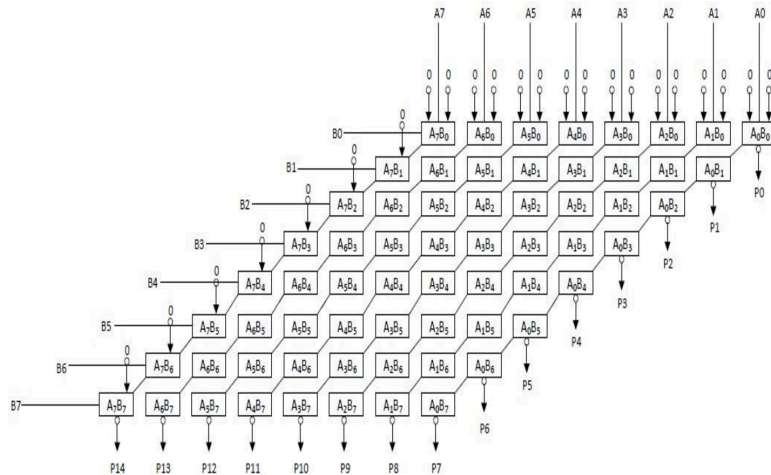 A7 A6 A5 A4 A3 A2 A1 A0
0 0 0 0 0 0 0 0 0 0 0 0 0 0 0 0
0
B0 A₇B₀ A₆B₀ A₅B₀ A₄B₀ A₃B₀ A₂B₀ A₁B₀ A₀B₀
0
B1 A₇B₁ A₆B₁ A₅B₁ A₄B₁ A₃B₁ A₂B₁ A₁B₁ A₀B₁ P0
0
B2 A₇B₂ A₆B₂ A₅B₂ A₄B₂ A₃B₂ A₂B₂ A₁B₂ A₀B₂ P1
0
B3 A₇B₃ A₆B₃ A₅B₃ A₄B₃ A₃B₃ A₂B₃ A₁B₃ A₀B₃ P2
0
B4 A₇B₄ A₆B₄ A₅B₄ A₄B₄ A₃B₄ A₂B₄ A₁B₄ A₀B₄ P3
0
B5 A₇B₅ A₆B₅ A₅B₅ A₄B₅ A₃B₅ A₂B₅ A₁B₅ A₀B₅ P4
0
B6 A₇B₆ A₆B₆ A₅B₆ A₄B₆ A₃B₆ A₂B₆ A₁B₆ A₀B₆ P5
B7 A₇B₇ A₆B₇ A₅B₇ A₄B₇ A₃B₇ A₂B₇ A₁B₇ A₀B₇ P6
P14 P13 P12 P11 P10 P9 P8 P7